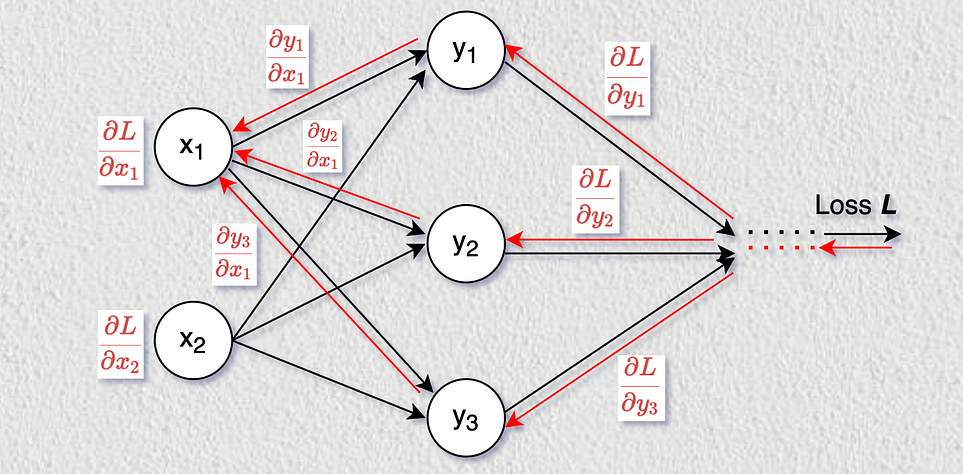 y₁
∂y₁/∂x₁
∂L/∂y₁
x₁
∂L/∂x₁
∂y₂/∂x₁
∂L/∂y₂
Loss L
y₂
∂y₃/∂x₁
x₂
∂L/∂x₂
∂L/∂y₃
y₃